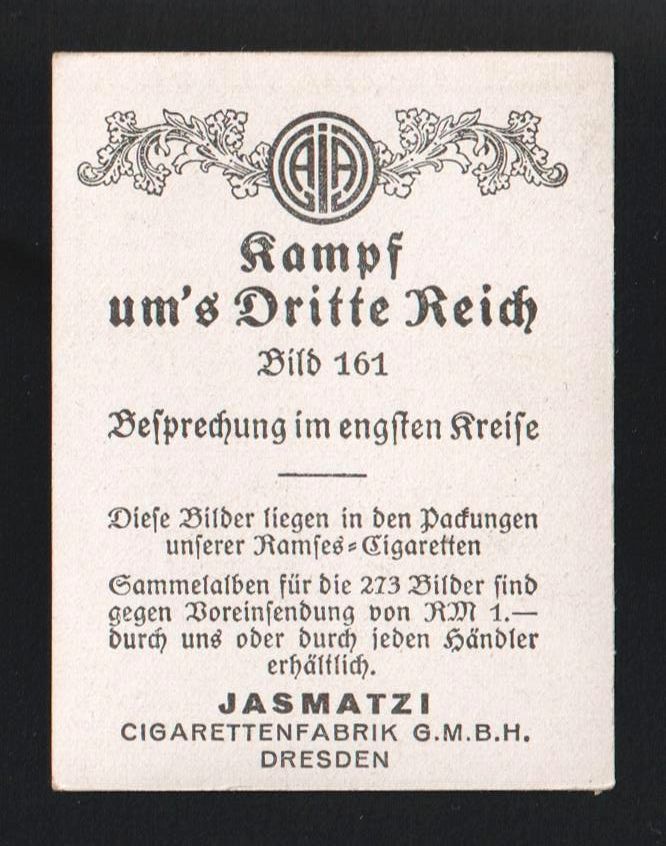 AJA
Kampf
um's Dritte Reich
Bild 161
Besprechung im engsten Kreise
Diese Bilder liegen in den Packungen
unserer Ramses-Cigaretten
Sammelalben für die 273 Bilder sind
gegen Voreinsendung von RM 1.—
durch uns oder durch jeden Händler
erhältlich.
JASMATZI
CIGARETTENFABRIK G.M.B.H.
DRESDEN